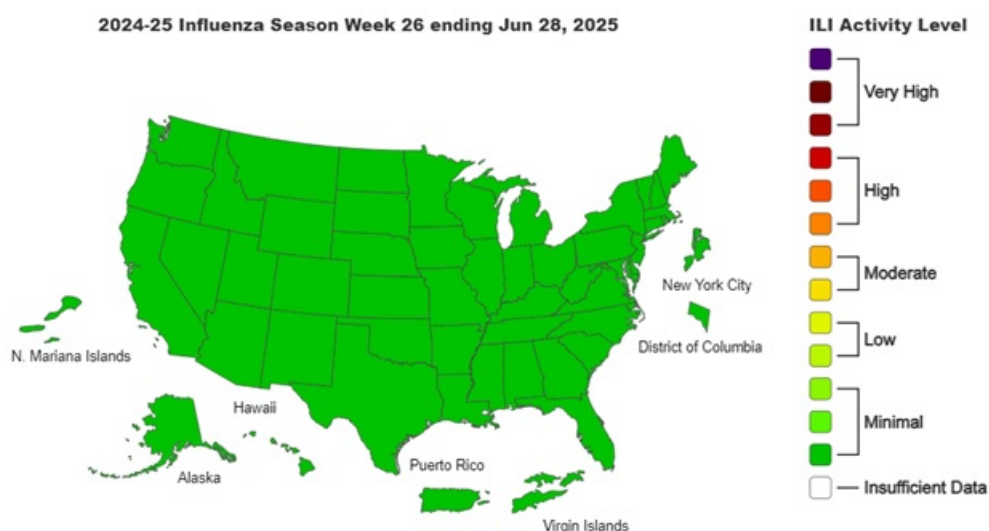 2024-25 Influenza Season Week 26 ending Jun 28, 2025
ILI Activity Level
Very High
High
Moderate
Low
Minimal
Insufficient Data
New York City
District of Columbia
N. Mariana Islands
Hawaii
Alaska
Puerto Rico
Virgin Islands